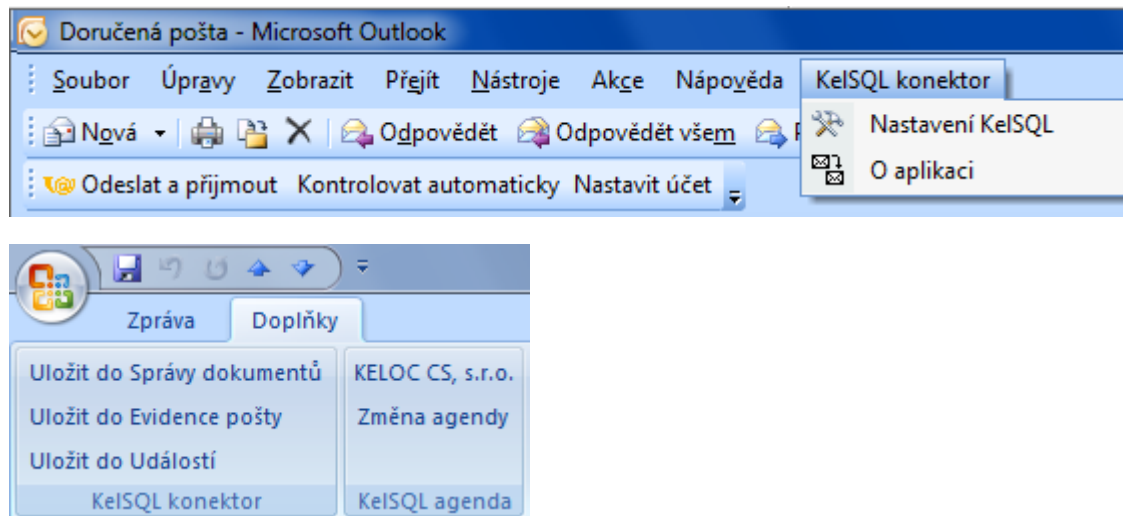 Doručená pošta - Microsoft Outlook
Soubor Úpravy Zobrazit Přejít Nástroje Akce Nápověda KelSQL konektor
Nová Odpovědět Odpovědět všem
Nastavení KelSQL
O aplikaci
Odeslat a přijmout Kontrolovat automaticky Nastavit účet
Zpráva Doplňky
Uložit do Správy dokumentů KELOC CS, s.r.o.
Uložit do Evidence pošty Změna agendy
Uložit do Událostí
KelSQL konektor KelSQL agenda